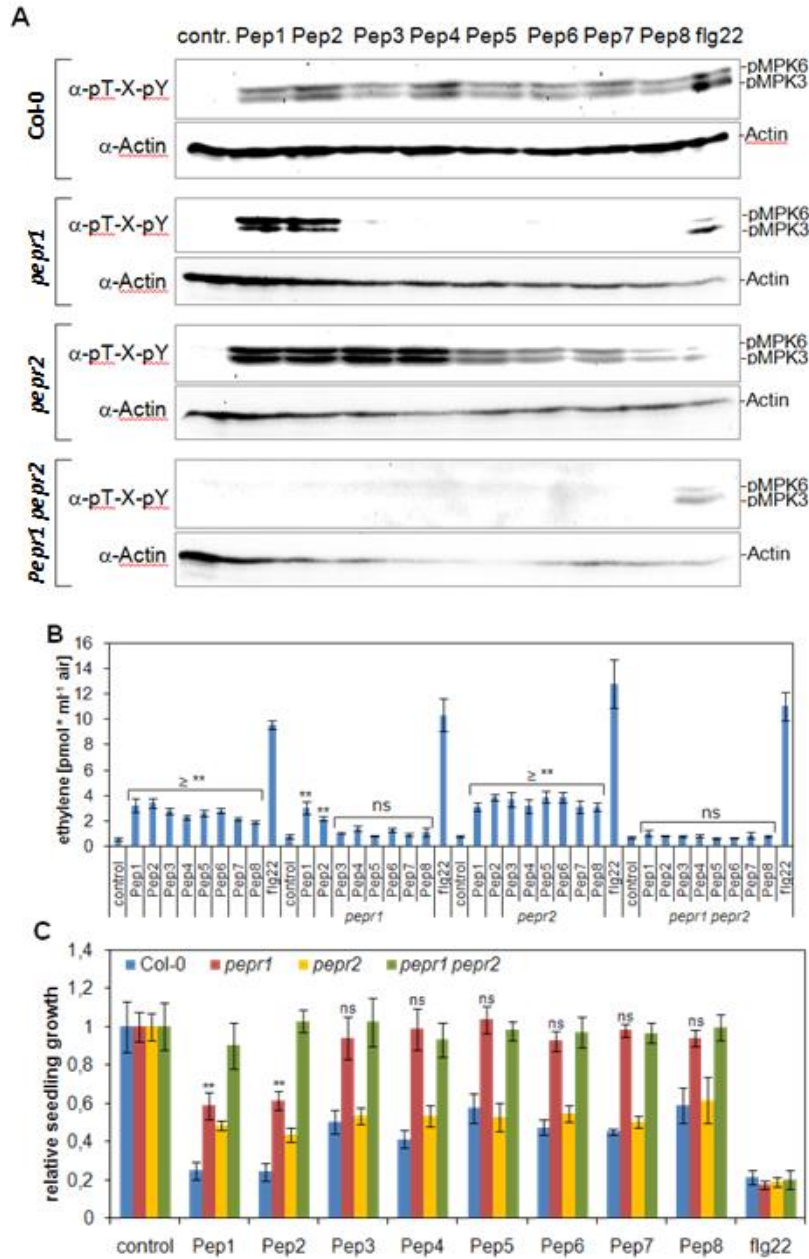 A
contr. Pep1 Pep2 Pep3 Pep4 Pep5 Pep6 Pep7 Pep8 flg22
Col-0
α-pT-X-pY
-pMPK6
-pMPK3
α-Actin
-Actin
pepr1
α-pT-X-pY
-pMPK6
-pMPK3
α-Actin
-Actin
pepr2
α-pT-X-pY
-pMPK6
-pMPK3
α-Actin
-Actin
Pepr1 pepr2
α-pT-X-pY
-pMPK6
-pMPK3
α-Actin
-Actin
B
ethylene [pmol * ml⁻¹ air]
16
14
12
10
8
6
4
2
0
≥ **
** ** ns
≥ **
ns
control Pep1 Pep2 Pep3 Pep4 Pep5 Pep6 Pep7 Pep8 flg22 control Pep1 Pep2 Pep3 Pep4 Pep5 Pep6 Pep7 Pep8 flg22 control Pep1 Pep2 Pep3 Pep4 Pep5 Pep6 Pep7 Pep8 flg22 control Pep1 Pep2 Pep3 Pep4 Pep5 Pep6 Pep7 Pep8 flg22
pepr1 pepr2 pepr1 pepr2
C
relative seedling growth
1,4
1,2
1
0,8
0,6
0,4
0,2
0
Col-0 pepr1 pepr2 pepr1 pepr2
** ** ns ns ns ns ns ns
control Pep1 Pep2 Pep3 Pep4 Pep5 Pep6 Pep7 Pep8 flg22